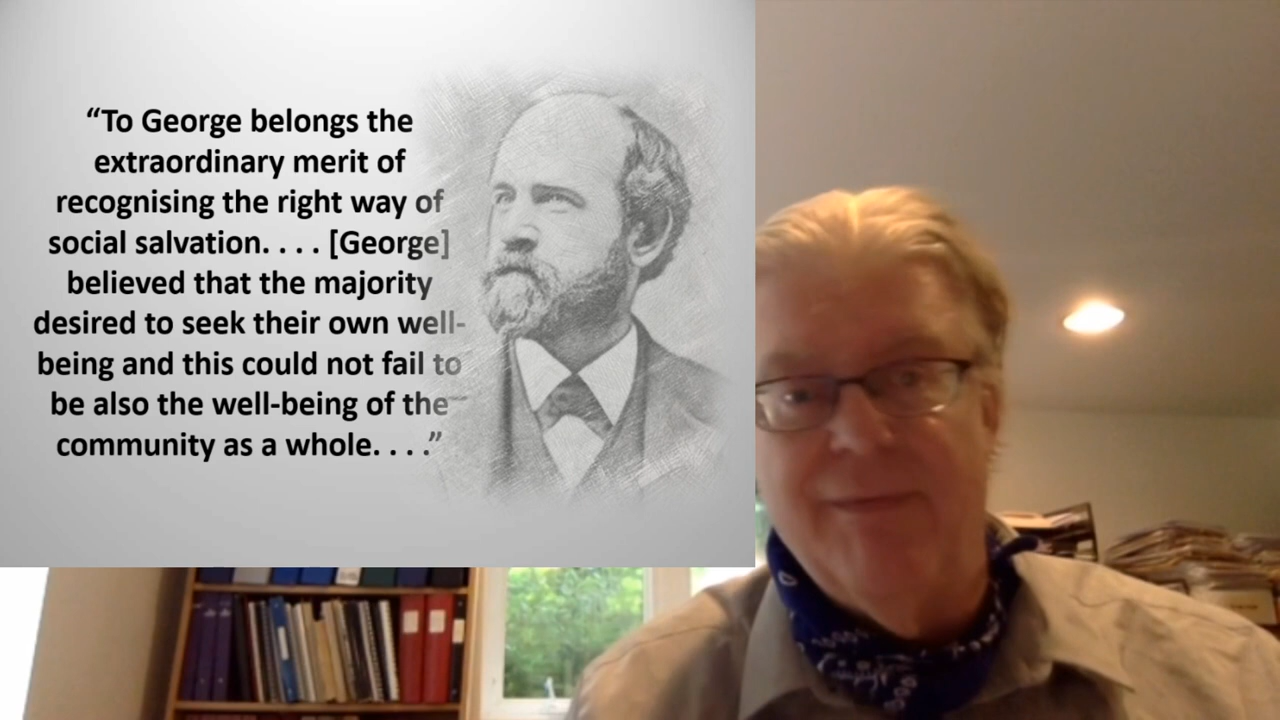 “To George belongs the
extraordinary merit of
recognising the right way of
social salvation. . . . [George]
believed that the majority
desired to seek their own well-
being and this could not fail to
be also the well-being of the
community as a whole. . . .”